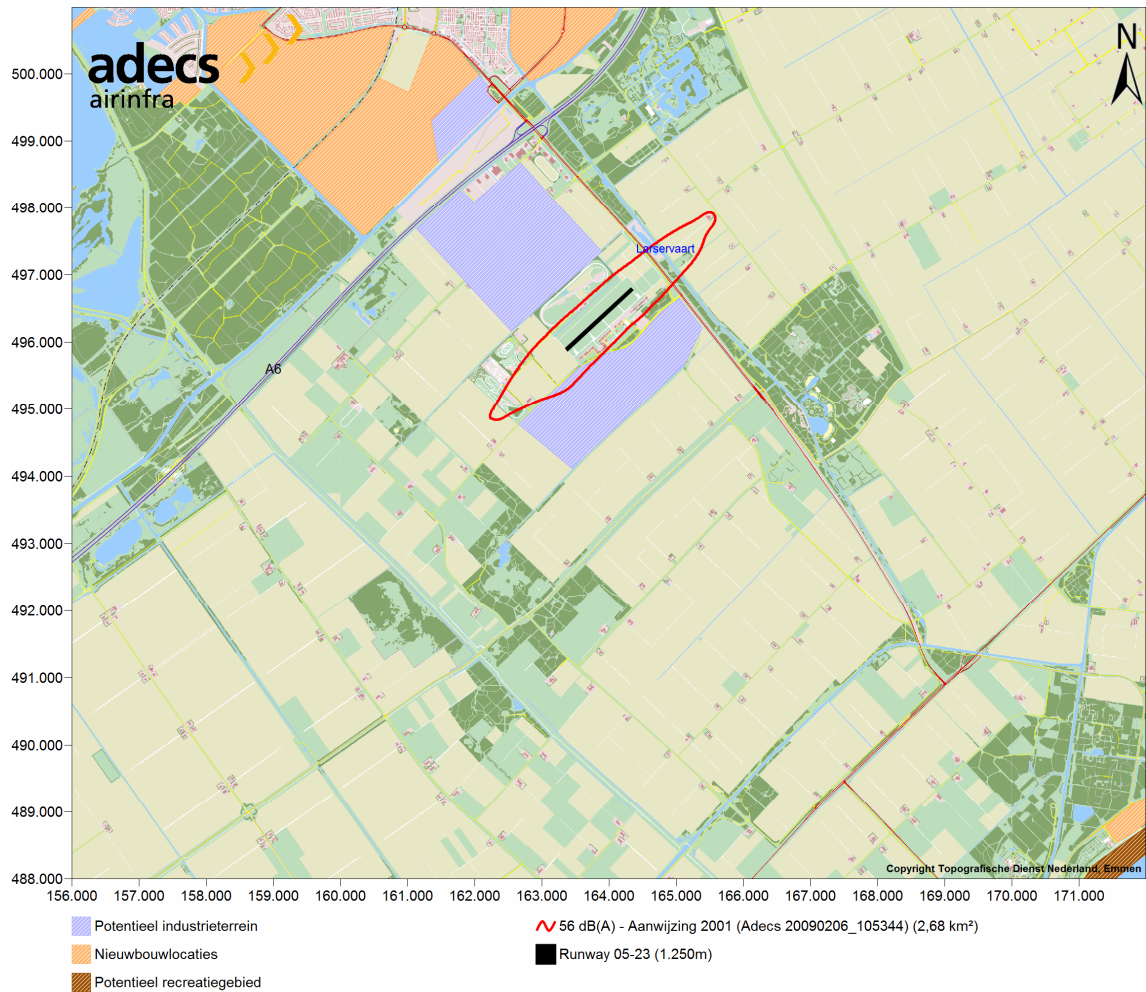 adecs
airinfra
N
500.000
499.000
498.000
497.000
496.000
495.000
494.000
493.000
492.000
491.000
490.000
489.000
488.000
Larservaart
A6
Copyright Topografische Dienst Nederland, Emmen
156.000 157.000 158.000 159.000 160.000 161.000 162.000 163.000 164.000 165.000 166.000 167.000 168.000 169.000 170.000 171.000
Potentieel industrieterrein
Nieuwbouwlocaties
Potentieel recreatiegebied
56 dB(A) - Aanwijzing 2001 (Adecs 20090206_105344) (2,68 km²)
Runway 05-23 (1.250m)